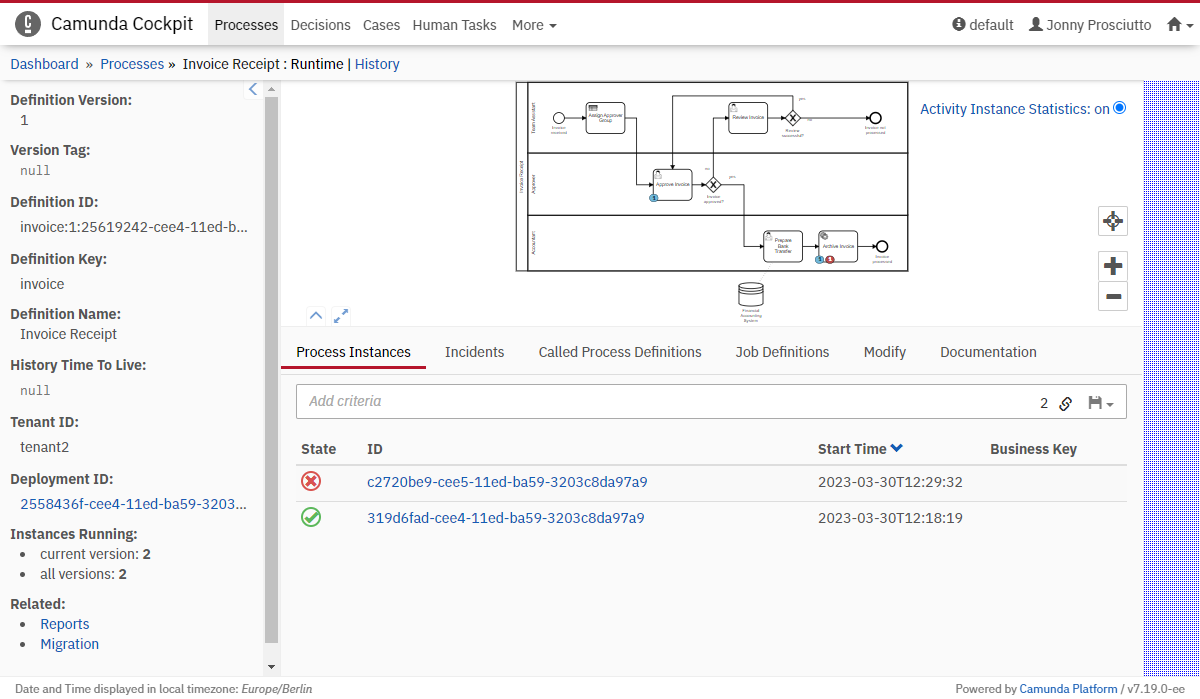 Camunda Cockpit Processes Decisions Cases Human Tasks More default Jonny Prosciutto
Dashboard » Processes » Invoice Receipt : Runtime | History
Definition Version:
1
Version Tag:
null
Definition ID:
invoice:1:25619242-cee4-11ed-b...
Definition Key:
invoice
Definition Name:
Invoice Receipt
History Time To Live:
null
Tenant ID:
tenant2
Deployment ID:
2558436f-cee4-11ed-ba59-3203...
Instances Running:
current version: 2
all versions: 2
Related:
Reports
Migration
Activity Instance Statistics: on
Invoice Receipt
Team Assistant
Invoice
received
Assign Approver
Group
Review Invoice
yes
no
Review
successful?
Invoice not
processed
Approver
Approve Invoice
1
no
yes
Invoice
approved?
Accountant
Prepare
Bank
Transfer
Archive Invoice
1 1
Invoice
processed
Financial
Accounting
System
Process Instances Incidents Called Process Definitions Job Definitions Modify Documentation
Add criteria 2
State ID Start Time Business Key
c2720be9-cee5-11ed-ba59-3203c8da97a9 2023-03-30T12:29:32
319d6fad-cee4-11ed-ba59-3203c8da97a9 2023-03-30T12:18:19
Date and Time displayed in local timezone: Europe/Berlin
Powered by Camunda Platform / v7.19.0-ee